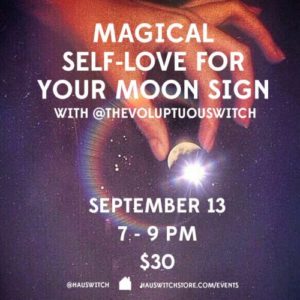 MAGICAL
SELF-LOVE FOR
YOUR MOON SIGN
WITH @THEVOLUPTUOUSWITCH
SEPTEMBER 13
7 - 9 PM
$30
@HAUSWITCH
HAUSWITCHSTORE.COM/EVENTS